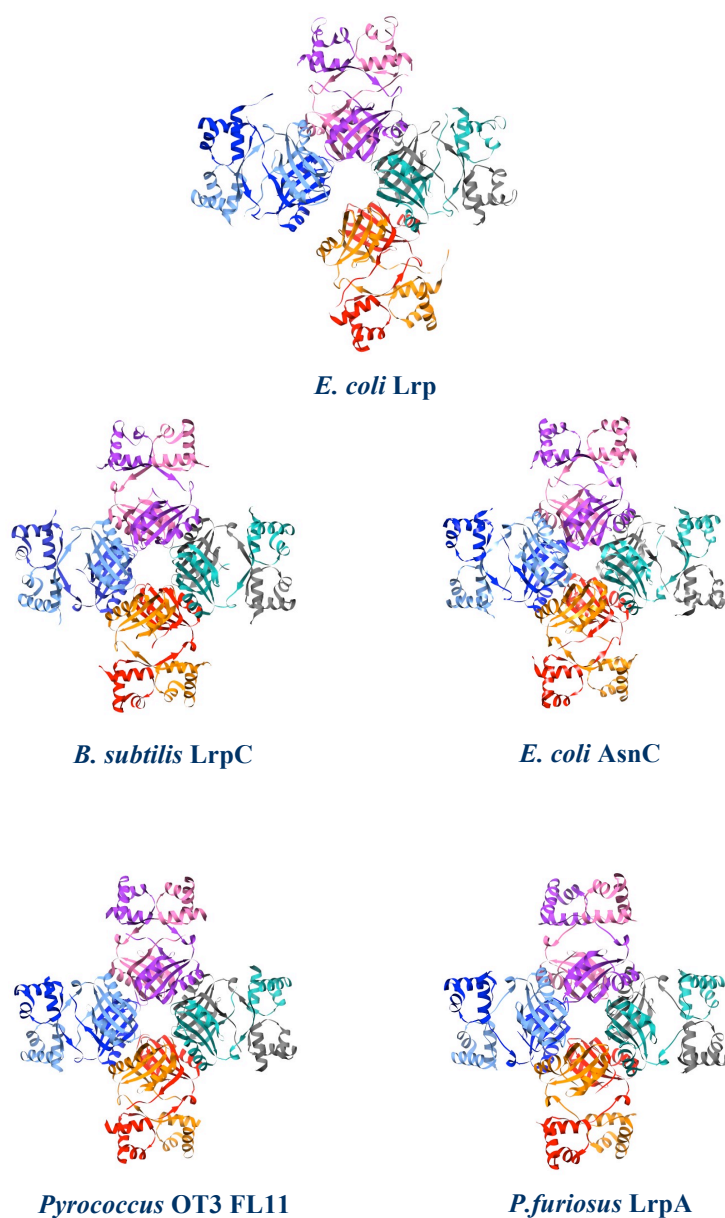 E. coli Lrp
B. subtilis LrpC
E. coli AsnC
Pyrococcus OT3 FL11
P.furiosus LrpA